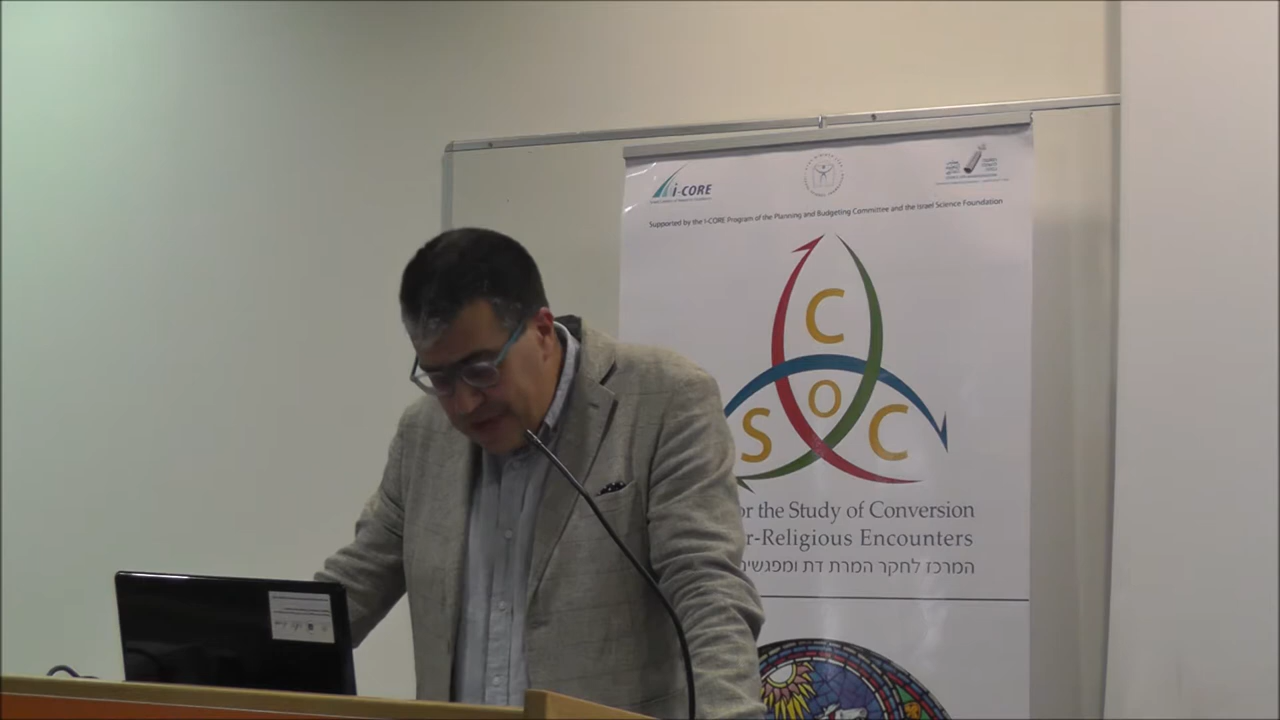 i-CORE
Supported by the I-CORE Program of the Planning and Budgeting Committee and the Israel Science Foundation
C
O
S C
or the Study of Conversion
r-Religious Encounters
המרכז לחקר המרת דת ומפגשי